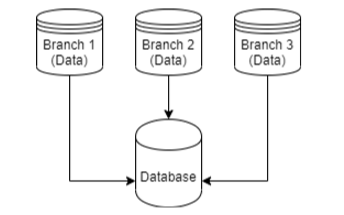 Branch 1
(Data)
Branch 2
(Data)
Branch 3
(Data)
Database